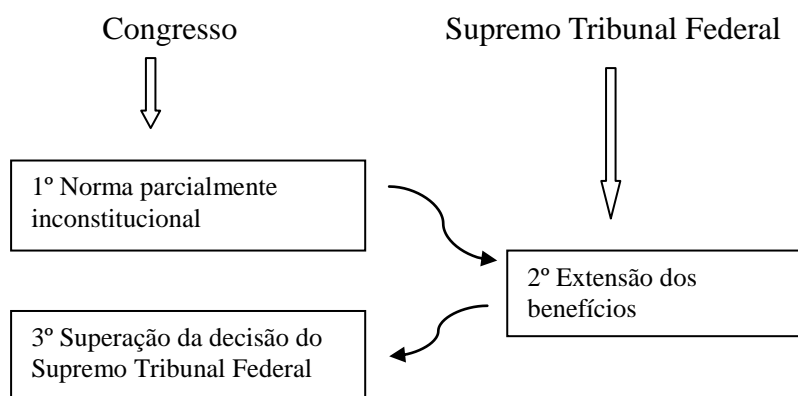 Congresso
Supremo Tribunal Federal
1º Norma parcialmente
inconstitucional
2º Extensão dos
benefícios
3º Superação da decisão do
Supremo Tribunal Federal